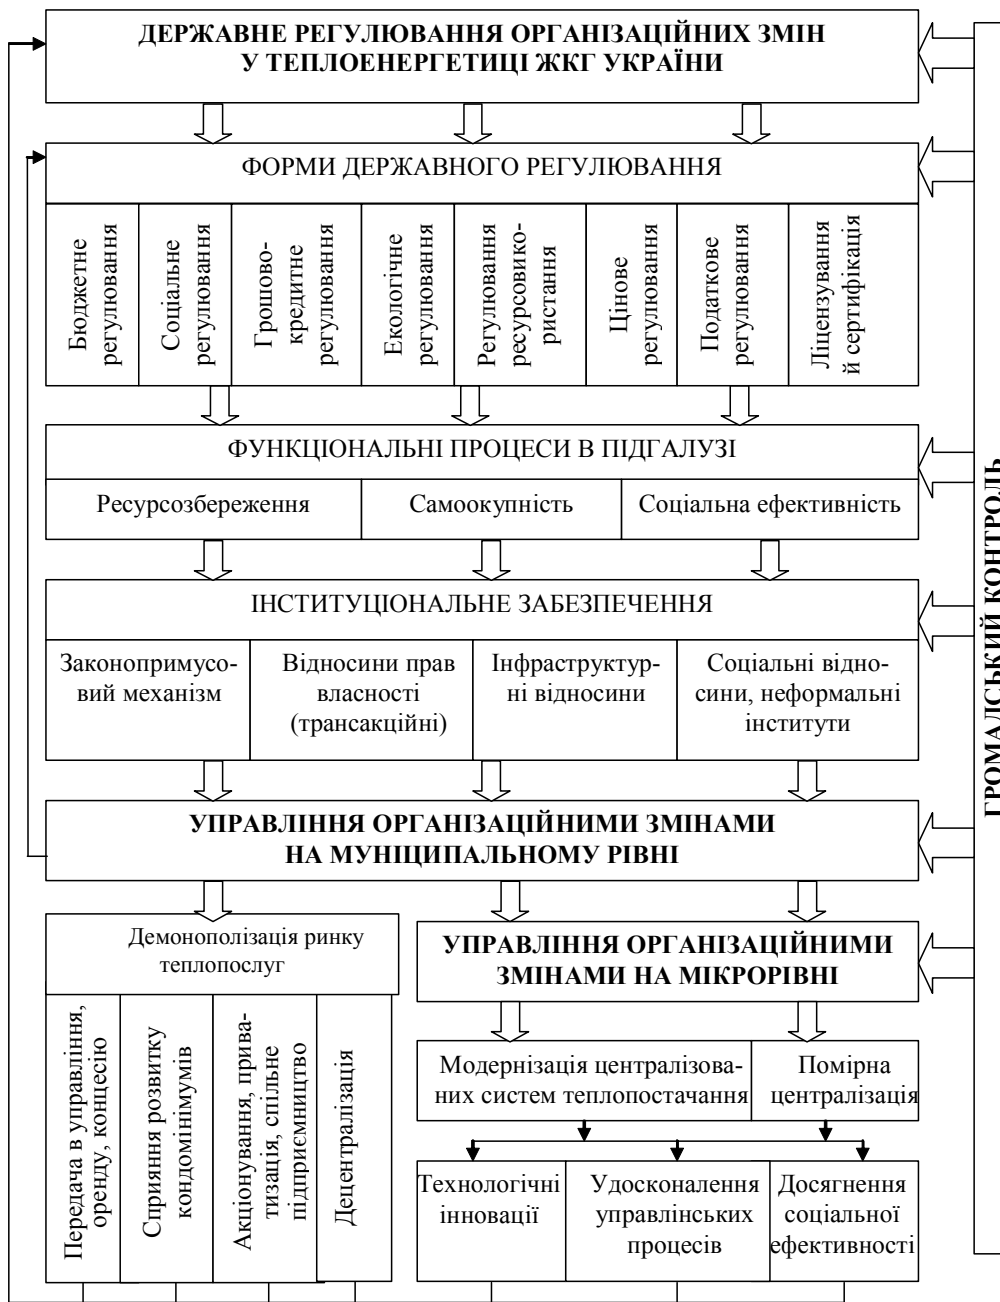 ДЕРЖАВНЕ РЕГУЛЮВАННЯ ОРГАНІЗАЦІЙНИХ ЗМІН
У ТЕПЛОЕНЕРГЕТИЦІ ЖКГ УКРАЇНИ
ФОРМИ ДЕРЖАВНОГО РЕГУЛЮВАННЯ
Бюджетне
регулювання
Соціальне
регулювання
Грошово-
кредитне
регулювання
Екологічне
регулювання
Регулювання
ресурсовико-
ристання
Цінове
регулювання
Податкове
регулювання
Ліцензування
й сертифікація
ФУНКЦІОНАЛЬНІ ПРОЦЕСИ В ПІДГАЛУЗІ
Ресурсозбереження
Самоокупність
Соціальна ефективність
ІНСТИТУЦІОНАЛЬНЕ ЗАБЕЗПЕЧЕННЯ
Законопримусо-
вий механізм
Відносини прав
власності
(трансакційні)
Інфраструктур-
ні відносини
Соціальні відно-
сини, неформальні
інститути
УПРАВЛІННЯ ОРГАНІЗАЦІЙНИМИ ЗМІНАМИ
НА МУНІЦИПАЛЬНОМУ РІВНІ
Демонополізація ринку
теплопослуг
Передача в управління,
оренду, концесію
Сприяння розвитку
кондомінімумів
Акціонування, прива-
тизація, спільне
підприємництво
Децентралізація
УПРАВЛІННЯ ОРГАНІЗАЦІЙНИМИ
ЗМІНАМИ НА МІКРОРІВНІ
Модернізація централізова-
них систем теплопостачання
Помірна
централізація
Технологічні
інновації
Удосконалення
управлінських
процесів
Досягнення
соціальної
ефективності
ГРОМАДСЬКИЙ КОНТРОЛЬ